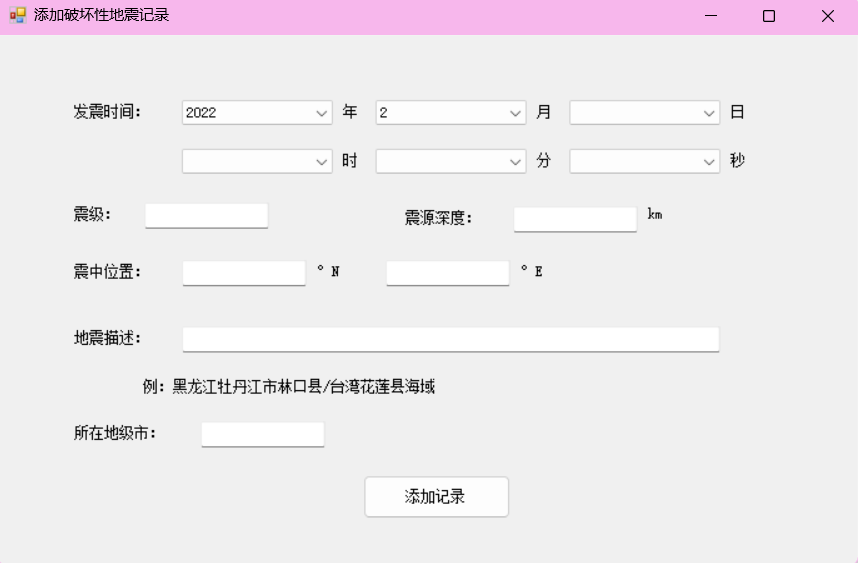 添加破坏性地震记录
发震时间: 2022 年 2 月 日
时 分 秒
震级: 震源深度: km
震中位置: ° N ° E
地震描述:
例: 黑龙江牡丹江市林口县/台湾花莲县海域
所在地级市:
添加记录